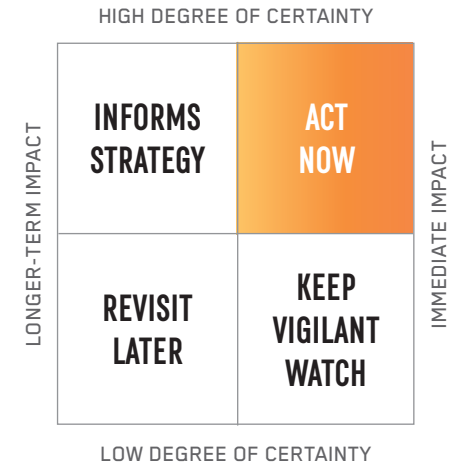 HIGH DEGREE OF CERTAINTY
LONGER-TERM IMPACT
INFORMS
STRATEGY
ACT
NOW
IMMEDIATE IMPACT
REVISIT
LATER
KEEP
VIGILANT
WATCH
LOW DEGREE OF CERTAINTY